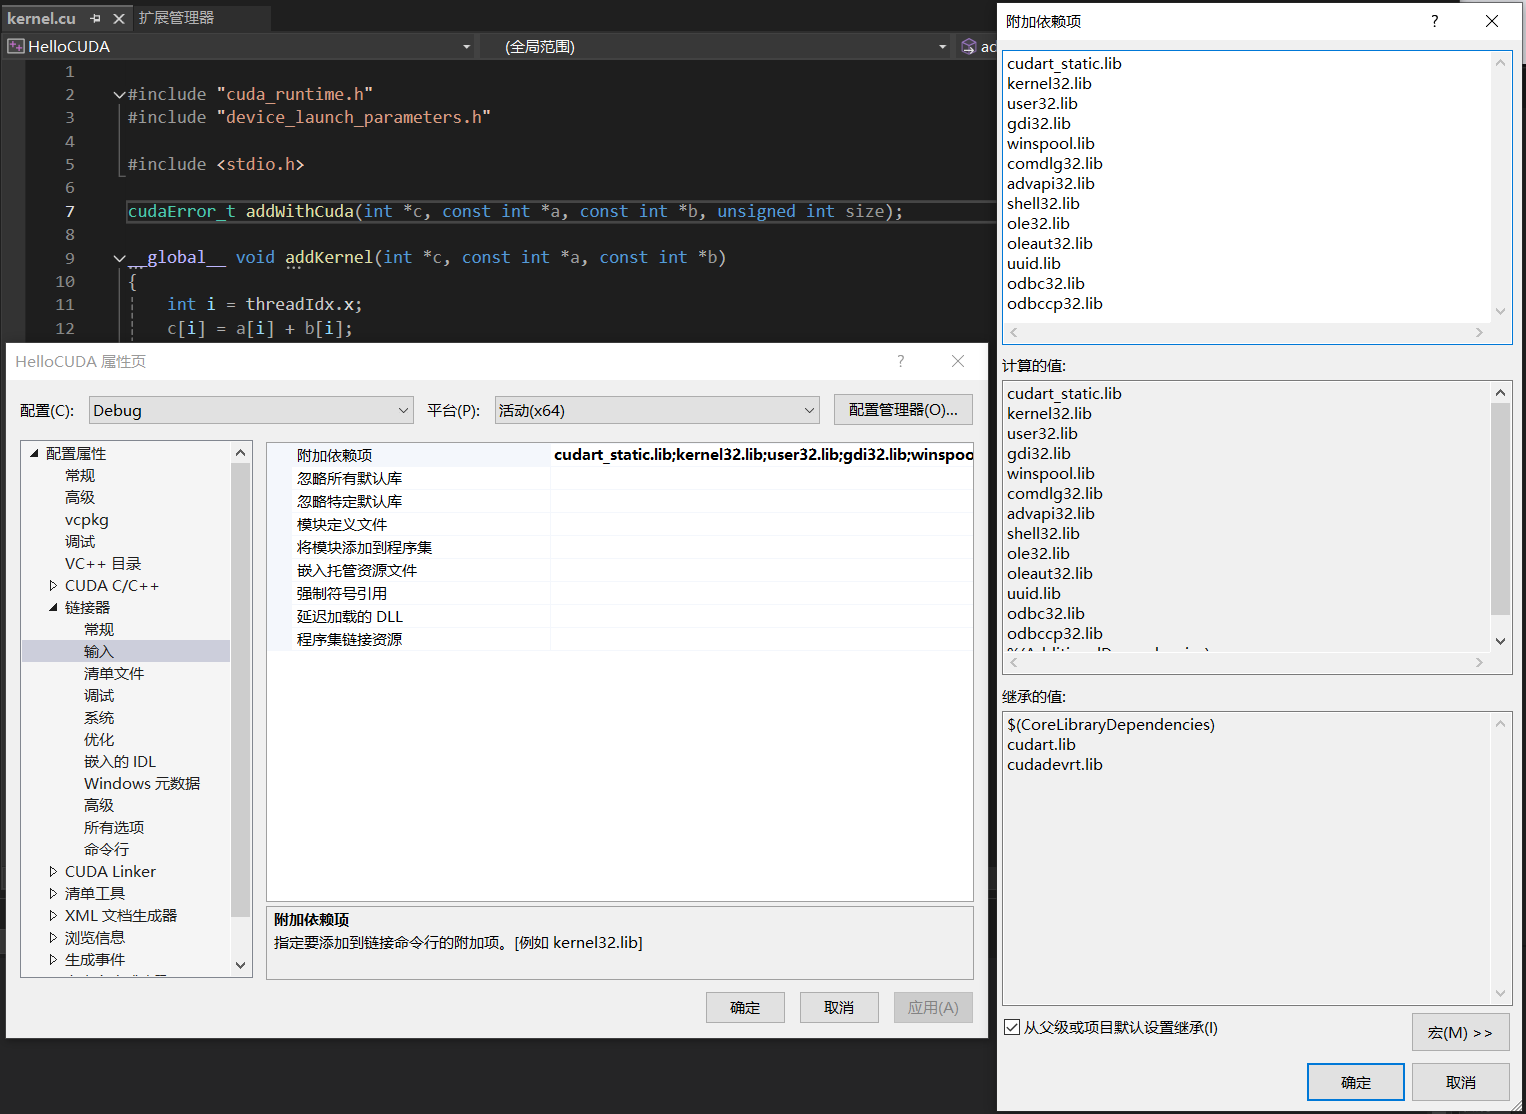 kernel.cu
扩展管理器
HelloCUDA
(全局范围)
ac
1
2 #include "cuda_runtime.h"
3 #include "device_launch_parameters.h"
4
5 #include <stdio.h>
6
7 cudaError_t addWithCuda(int *c, const int *a, const int *b, unsigned int size);
8
9 __global__ void addKernel(int *c, const int *a, const int *b)
10 {
11 int i = threadIdx.x;
12 c[i] = a[i] + b[i];
HelloCUDA 属性页
?
配置(C):
Debug
平台(P):
活动(x64)
配置管理器(O)...
配置属性
常规
高级
vcpkg
调试
VC++ 目录
CUDA C/C++
链接器
常规
输入
清单文件
调试
系统
优化
嵌入的 IDL
Windows 元数据
高级
所有选项
命令行
CUDA Linker
清单工具
XML 文档生成器
浏览信息
生成事件
附加依赖项 cudart_static.lib;kernel32.lib;user32.lib;gdi32.lib;winspoo
忽略所有默认库
忽略特定默认库
模块定义文件
将模块添加到程序集
嵌入托管资源文件
强制符号引用
延迟加载的 DLL
程序集链接资源
附加依赖项
指定要添加到链接命令行的附加项。[例如 kernel32.lib]
确定
取消
应用(A)
附加依赖项
?
cudart_static.lib
kernel32.lib
user32.lib
gdi32.lib
winspool.lib
comdlg32.lib
advapi32.lib
shell32.lib
ole32.lib
oleaut32.lib
uuid.lib
odbc32.lib
odbccp32.lib
计算的值:
cudart_static.lib
kernel32.lib
user32.lib
gdi32.lib
winspool.lib
comdlg32.lib
advapi32.lib
shell32.lib
ole32.lib
oleaut32.lib
uuid.lib
odbc32.lib
odbccp32.lib
%(AdditionalDependencies)
继承的值:
$(CoreLibraryDependencies)
cudart.lib
cudadevrt.lib
从父级或项目默认设置继承(I)
宏(M) >>
确定
取消